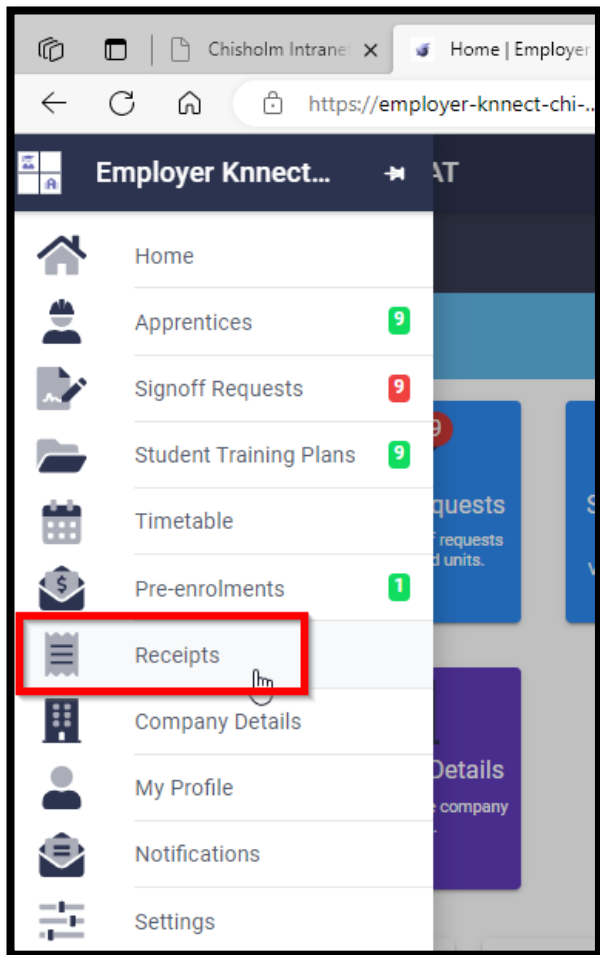 Chisholm Intrane
Home | Employer
https://employer-knnect-chi-...
Employer Knnect...
AT
Home
Apprentices 9
Signoff Requests 9
Student Training Plans 9
Timetable
Pre-enrolments 1
Receipts
Company Details
My Profile
Notifications
Settings
9
quests
requests
d units.
S
Details
company